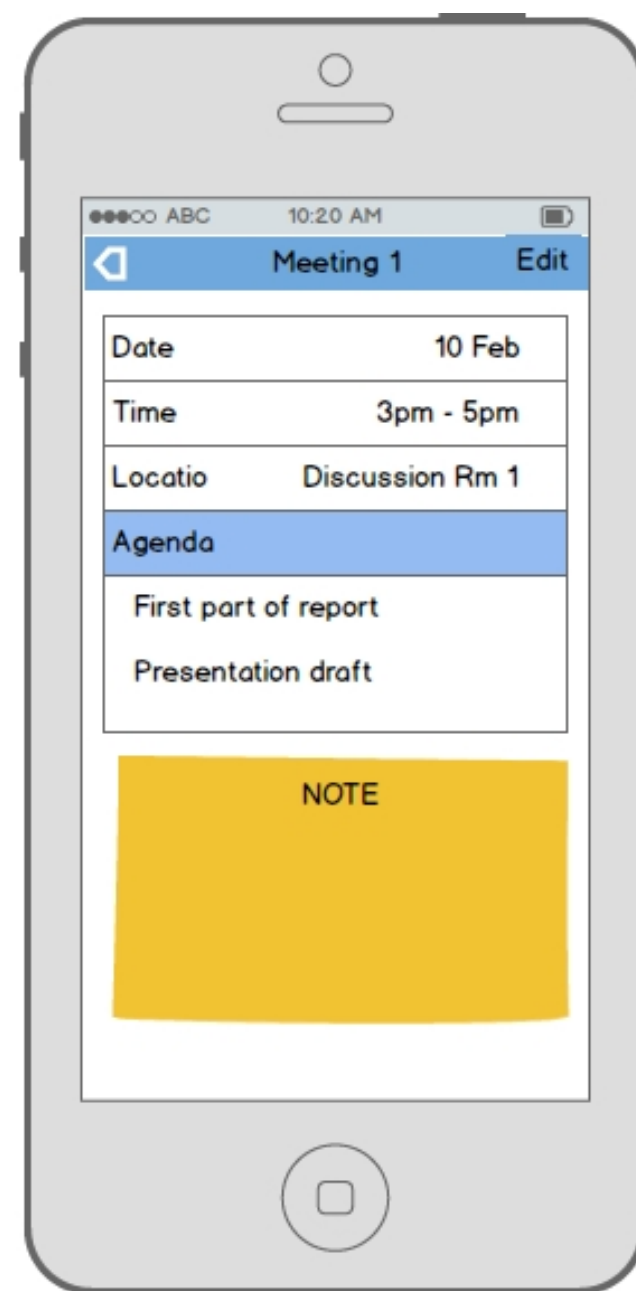 ABC 10:20 AM
Meeting 1 Edit
Date 10 Feb
Time 3pm - 5pm
Locatio Discussion Rm 1
Agenda
First part of report
Presentation draft
NOTE